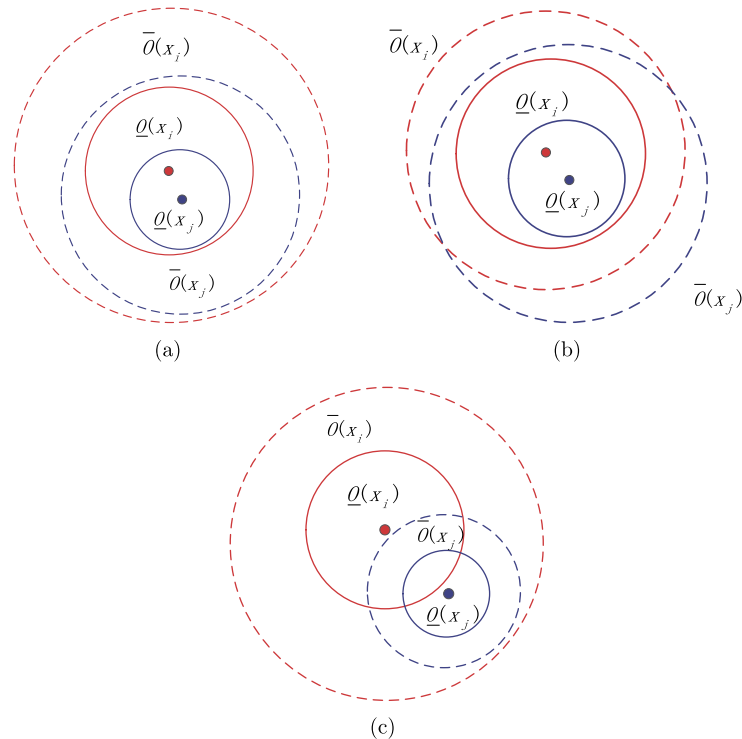 O̅(x_i)
O̲(x_i)
O̲(x_j)
O̅(x_j)
(a)
O̅(x_i)
O̲(x_i)
O̲(x_j)
O̅(x_j)
(b)
O̅(x_i)
O̲(x_i)
O̅(x_j)
O̲(x_j)
(c)